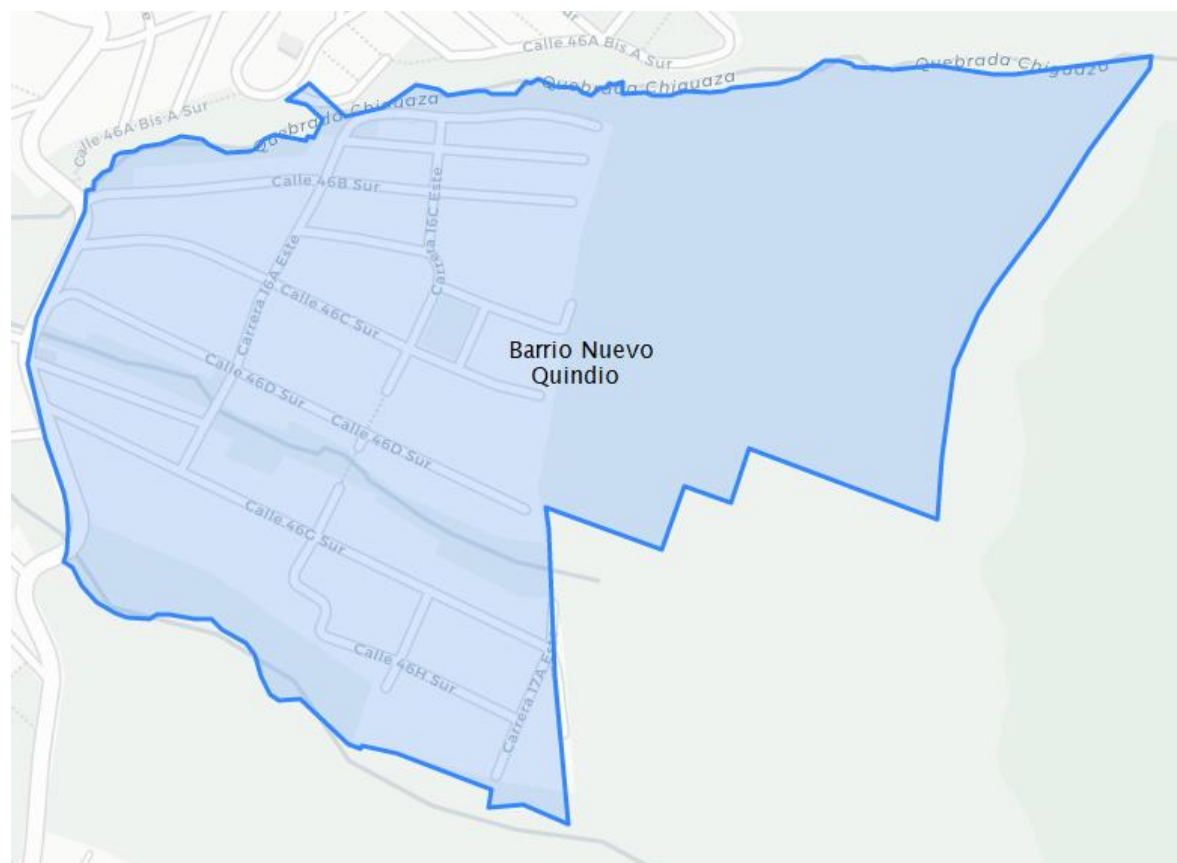 Sur
Calle 46A Bis A Sur
Quebrada Chiguaza
Quebrada Chiguaza
Calle 46A Bis A Sur
Quebrada Chiguaza
Calle 46B Sur
Carrera 16C Este
Carrera 16A Este
Calle 46C Sur
Barrio Nuevo
Quindio
Calle 46D Sur
Calle 46D Sur
Calle 46G Sur
Calle 46H Sur
Carrera 17A Este